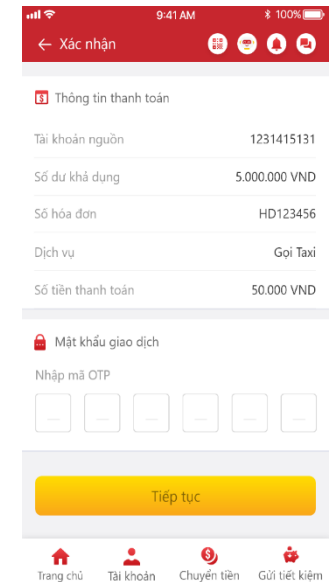 9:41 AM 100%
Xác nhận
Thông tin thanh toán
Tài khoản nguồn 1231415131
Số dư khả dụng 5.000.000 VND
Số hóa đơn HD123456
Dịch vụ Gọi Taxi
Số tiền thanh toán 50.000 VND
Mật khẩu giao dịch
Nhập mã OTP
Tiếp tục
Trang chủ Tài khoản Chuyển tiền Gửi tiết kiệm